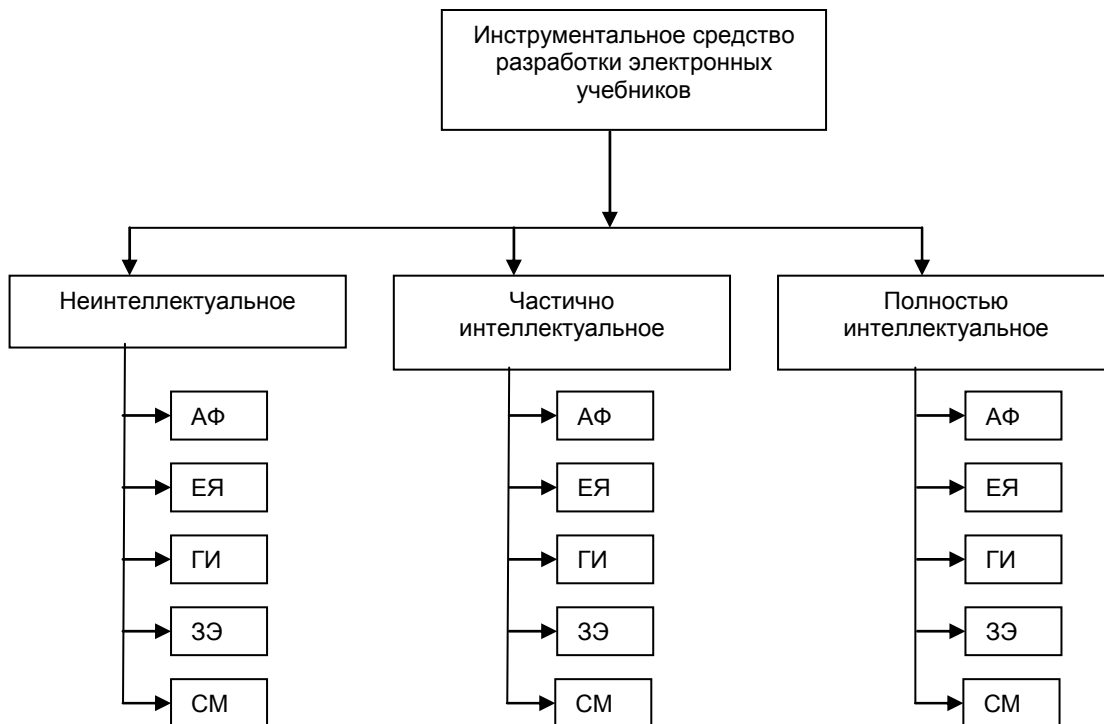 Инструментальное средство
разработки электронных
учебников
Неинтеллектуальное
Частично
интеллектуальное
Полностью
интеллектуальное
АФ
ЕЯ
ГИ
ЗЭ
СМ
АФ
ЕЯ
ГИ
ЗЭ
СМ
АФ
ЕЯ
ГИ
ЗЭ
СМ